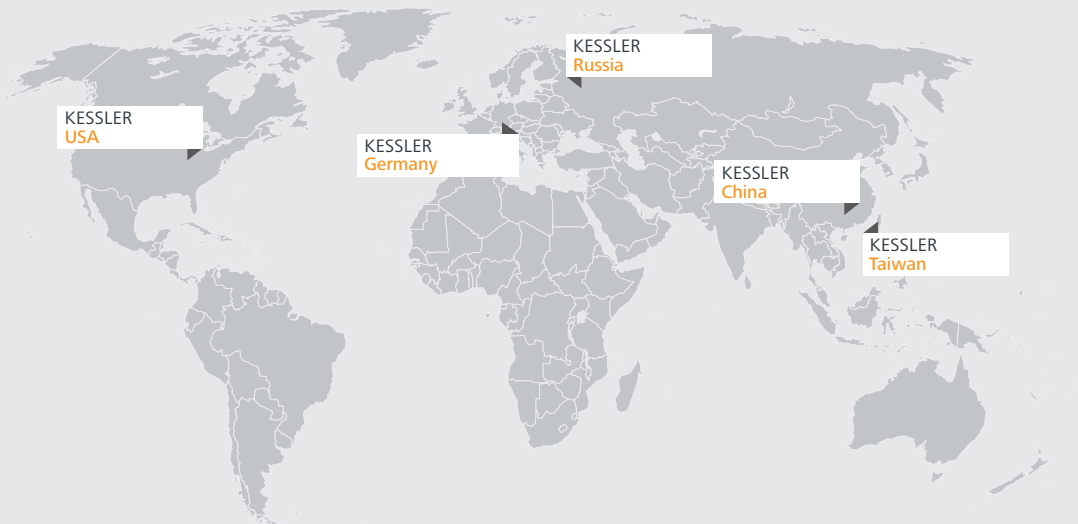 KESSLER
Russia
KESSLER
USA
KESSLER
Germany
KESSLER
China
KESSLER
Taiwan